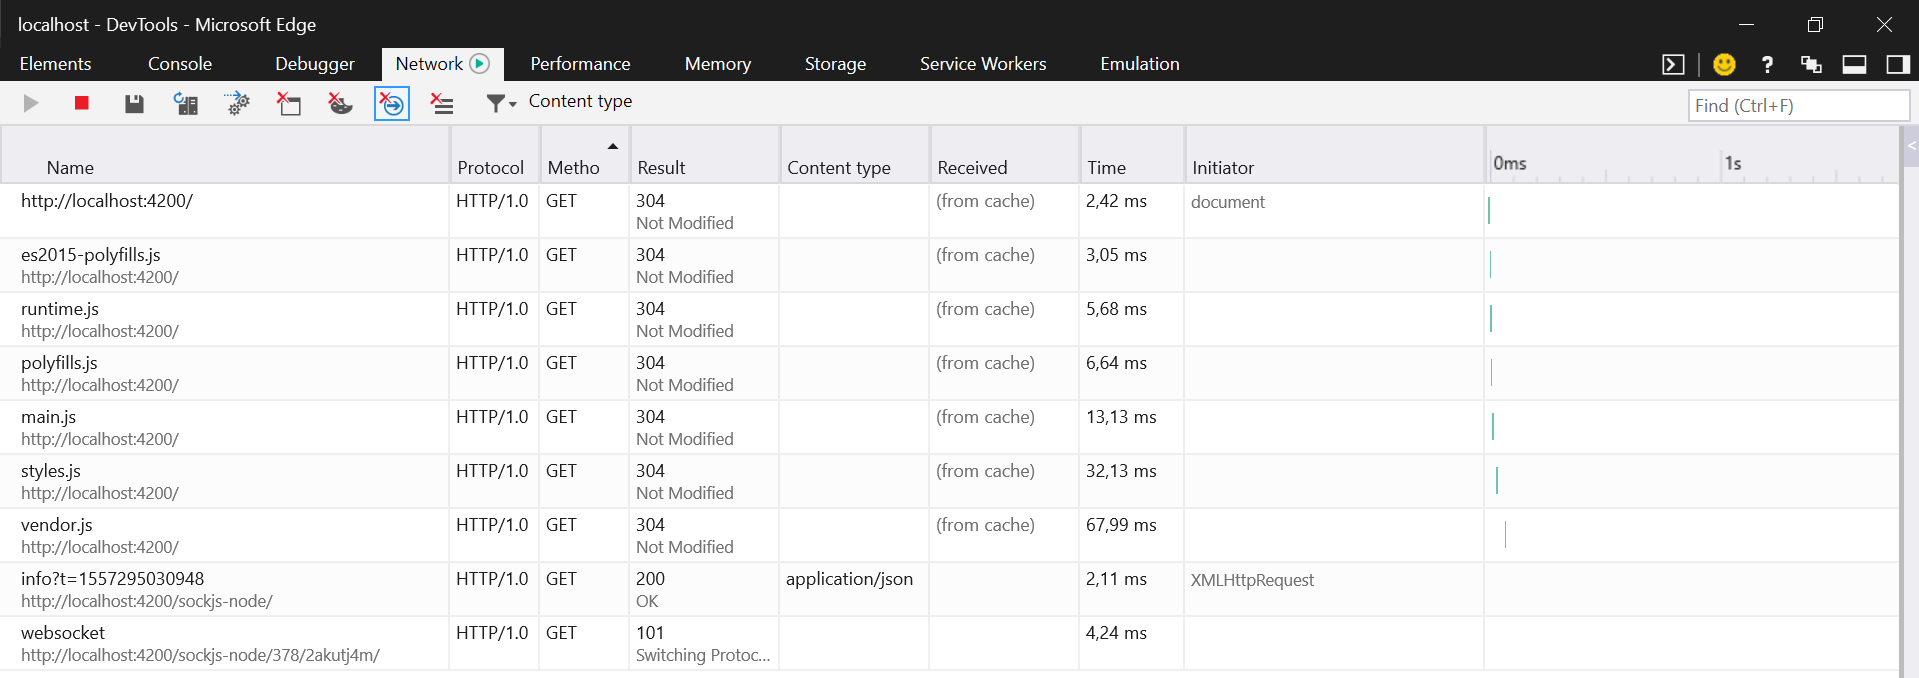 localhost - DevTools - Microsoft Edge
Elements Console Debugger Network Performance Memory Storage Service Workers Emulation
?
Content type
Find (Ctrl+F)
Name Protocol Metho Result Content type Received Time Initiator 0ms 1s
<
http://localhost:4200/ HTTP/1.0 GET 304 (from cache) 2,42 ms document
Not Modified
es2015-polyfills.js HTTP/1.0 GET 304 (from cache) 3,05 ms
http://localhost:4200/ Not Modified
runtime.js HTTP/1.0 GET 304 (from cache) 5,68 ms
http://localhost:4200/ Not Modified
polyfills.js HTTP/1.0 GET 304 (from cache) 6,64 ms
http://localhost:4200/ Not Modified
main.js HTTP/1.0 GET 304 (from cache) 13,13 ms
http://localhost:4200/ Not Modified
styles.js HTTP/1.0 GET 304 (from cache) 32,13 ms
http://localhost:4200/ Not Modified
vendor.js HTTP/1.0 GET 304 (from cache) 67,99 ms
http://localhost:4200/ Not Modified
info?t=1557295030948 HTTP/1.0 GET 200 application/json 2,11 ms XMLHttpRequest
http://localhost:4200/sockjs-node/ OK
websocket HTTP/1.0 GET 101 4,24 ms
http://localhost:4200/sockjs-node/378/2akutj4m/ Switching Protoc...